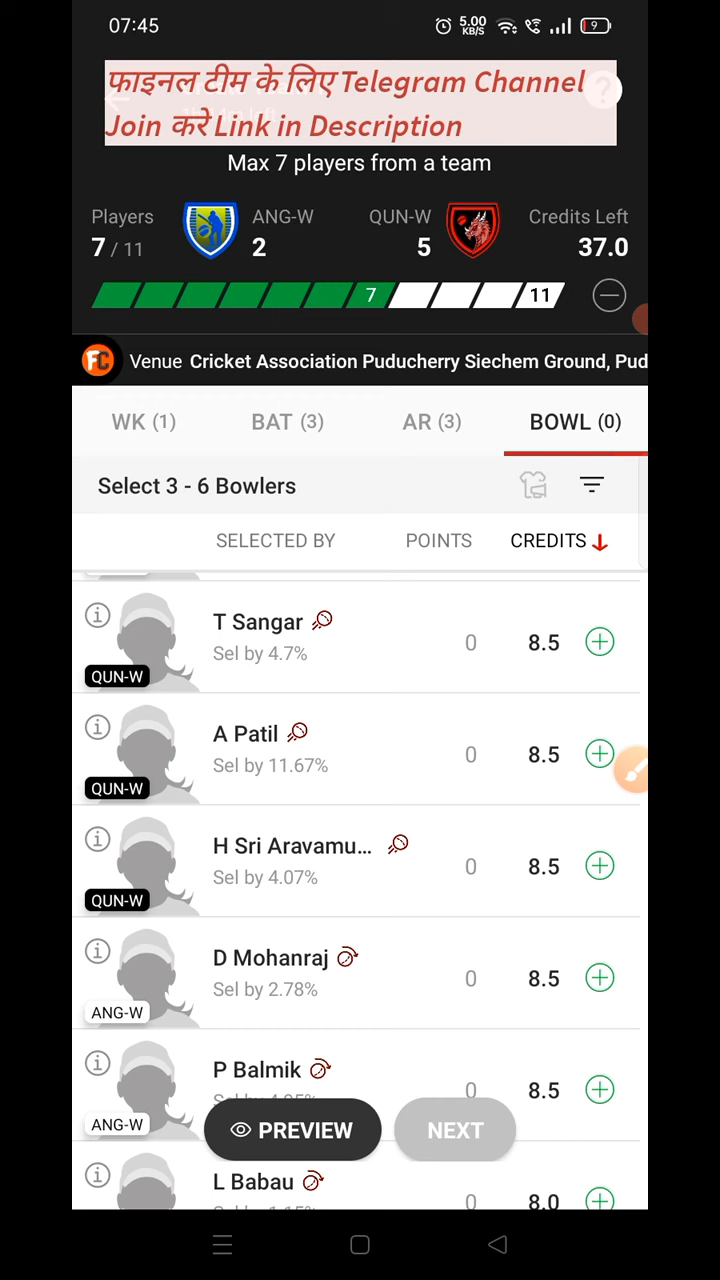 07:45
5.00 KB/S
9
फाइनल टीम के लिए Telegram Channel
Join करे Link in Description
?
Max 7 players from a team
Players ANG-W QUN-W Credits Left
7 / 11 2 5 37.0
7 11
FC Venue Cricket Association Puducherry Siechem Ground, Pud
WK (1) BAT (3) AR (3) BOWL (0)
Select 3 - 6 Bowlers
SELECTED BY POINTS CREDITS
T Sangar
Sel by 4.7% 0 8.5
QUN-W
A Patil
Sel by 11.67% 0 8.5
QUN-W
H Sri Aravamu...
Sel by 4.07% 0 8.5
QUN-W
D Mohanraj
Sel by 2.78% 0 8.5
ANG-W
P Balmik
0 8.5
ANG-W
PREVIEW NEXT
L Babau
0 8.0